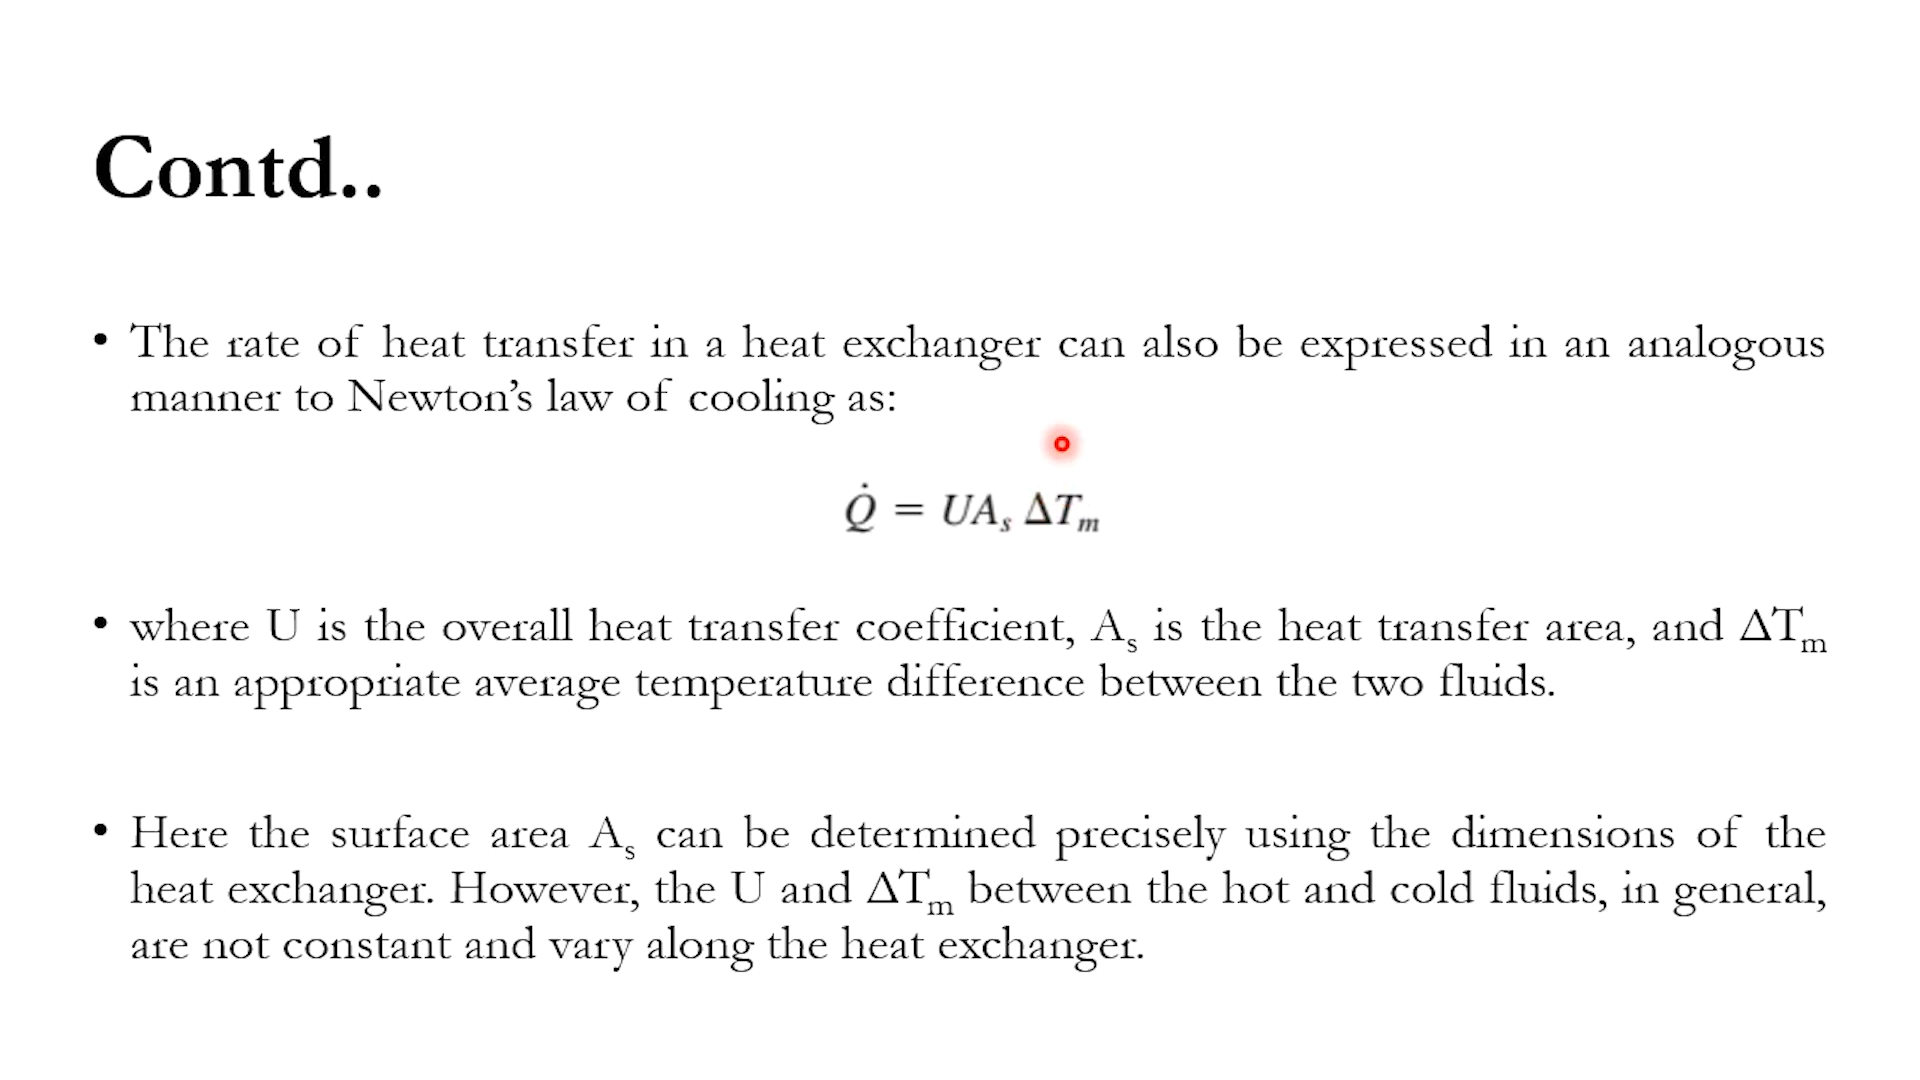 Contd..
• The rate of heat transfer in a heat exchanger can also be expressed in an analogous
manner to Newton’s law of cooling as:
Q̇ = UAₛ ΔTₘ
• where U is the overall heat transfer coefficient, Aₛ is the heat transfer area, and ΔTₘ
is an appropriate average temperature difference between the two fluids.
• Here the surface area Aₛ can be determined precisely using the dimensions of the
heat exchanger. However, the U and ΔTₘ between the hot and cold fluids, in general,
are not constant and vary along the heat exchanger.